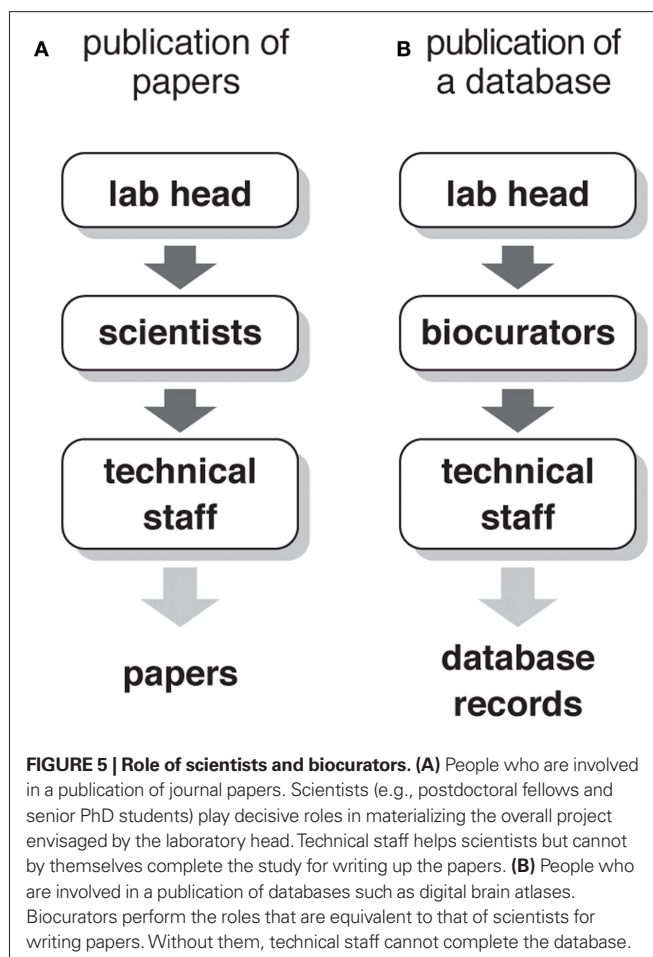 A publication of papers
B publication of a database
lab head
lab head
scientists
biocurators
technical staff
technical staff
papers
database records
FIGURE 5 | Role of scientists and biocurators. (A) People who are involved
in a publication of journal papers. Scientists (e.g., postdoctoral fellows and
senior PhD students) play decisive roles in materializing the overall project
envisaged by the laboratory head. Technical staff helps scientists but cannot
by themselves complete the study for writing up the papers. (B) People who
are involved in a publication of databases such as digital brain atlases.
Biocurators perform the roles that are equivalent to that of scientists for
writing papers. Without them, technical staff cannot complete the database.